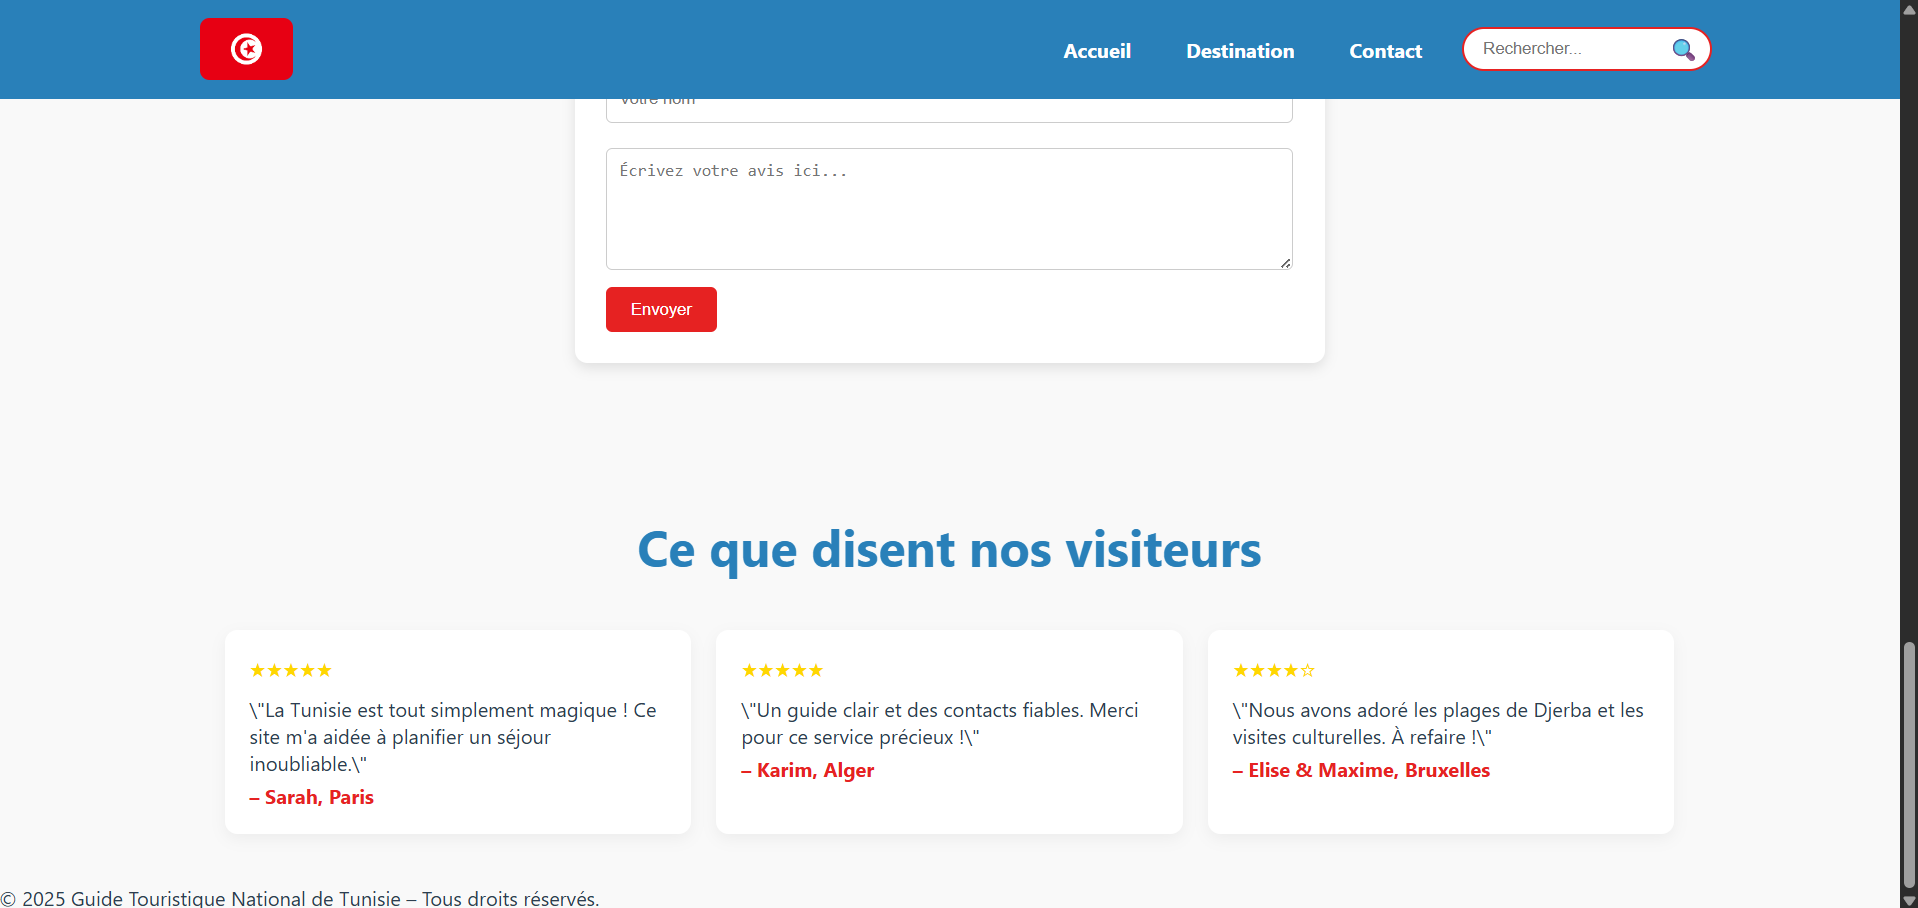 Accueil
Destination
Contact
Rechercher...
Votre nom
Écrivez votre avis ici...
Envoyer
Ce que disent nos visiteurs
★★★★★
\"La Tunisie est tout simplement magique ! Ce
site m'a aidée à planifier un séjour
inoubliable.\"
– Sarah, Paris
★★★★★
\"Un guide clair et des contacts fiables. Merci
pour ce service précieux !\"
– Karim, Alger
★★★★☆
\"Nous avons adoré les plages de Djerba et les
visites culturelles. À refaire !\"
– Elise & Maxime, Bruxelles
© 2025 Guide Touristique National de Tunisie – Tous droits réservés.